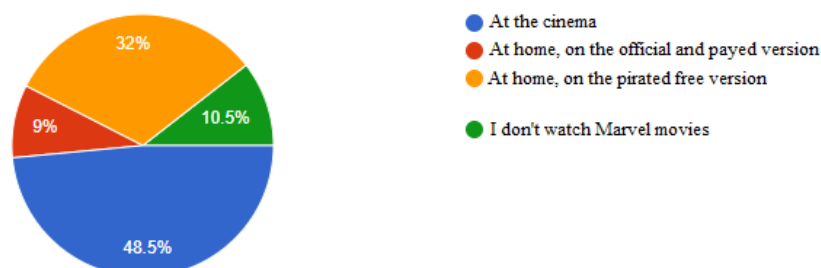 32%
10.5%
9%
48.5%
At the cinema
At home, on the official and payed version
At home, on the pirated free version
I don't watch Marvel movies